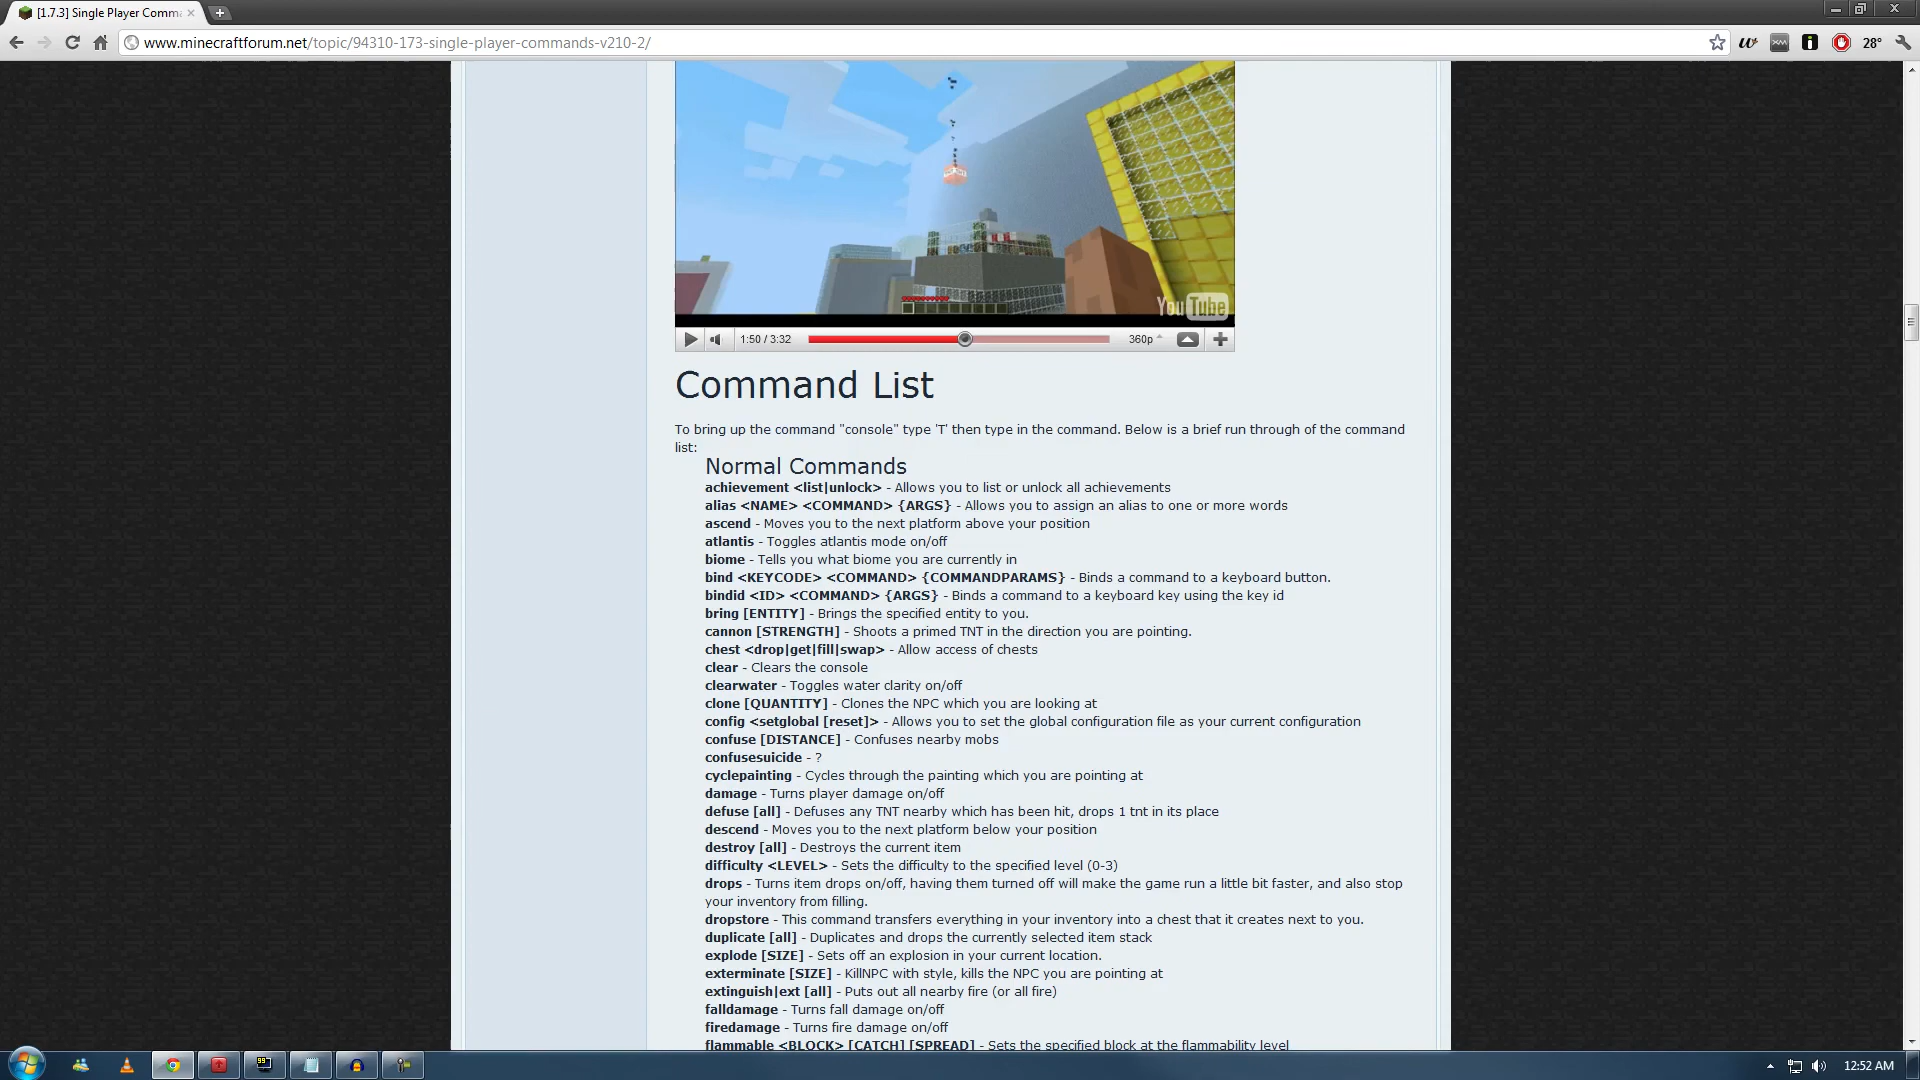 [1.7.3] Single Player Comma
www.minecraftforum.net/topic/94310-173-single-player-commands-v210-2/
28°
YouTube
1:50 / 3:32
360p
Command List
To bring up the command "console" type 'T' then type in the command. Below is a brief run through of the command
list:
Normal Commands
achievement <list|unlock> - Allows you to list or unlock all achievements
alias <NAME> <COMMAND> {ARGS} - Allows you to assign an alias to one or more words
ascend - Moves you to the next platform above your position
atlantis - Toggles atlantis mode on/off
biome - Tells you what biome you are currently in
bind <KEYCODE> <COMMAND> {COMMANDPARAMS} - Binds a command to a keyboard button.
bindid <ID> <COMMAND> {ARGS} - Binds a command to a keyboard key using the key id
bring [ENTITY] - Brings the specified entity to you.
cannon [STRENGTH] - Shoots a primed TNT in the direction you are pointing.
chest <drop|get|fill|swap> - Allow access of chests
clear - Clears the console
clearwater - Toggles water clarity on/off
clone [QUANTITY] - Clones the NPC which you are looking at
config <setglobal [reset]> - Allows you to set the global configuration file as your current configuration
confuse [DISTANCE] - Confuses nearby mobs
confusesuicide - ?
cyclepainting - Cycles through the painting which you are pointing at
damage - Turns player damage on/off
defuse [all] - Defuses any TNT nearby which has been hit, drops 1 tnt in its place
descend - Moves you to the next platform below your position
destroy [all] - Destroys the current item
difficulty <LEVEL> - Sets the difficulty to the specified level (0-3)
drops - Turns item drops on/off, having them turned off will make the game run a little bit faster, and also stop
your inventory from filling.
dropstore - This command transfers everything in your inventory into a chest that it creates next to you.
duplicate [all] - Duplicates and drops the currently selected item stack
explode [SIZE] - Sets off an explosion in your current location.
exterminate [SIZE] - KillNPC with style, kills the NPC you are pointing at
extinguish|ext [all] - Puts out all nearby fire (or all fire)
falldamage - Turns fall damage on/off
firedamage - Turns fire damage on/off
flammable <BLOCK> [CATCH] [SPREAD] - Sets the specified block at the flammability level
99
12:52 AM